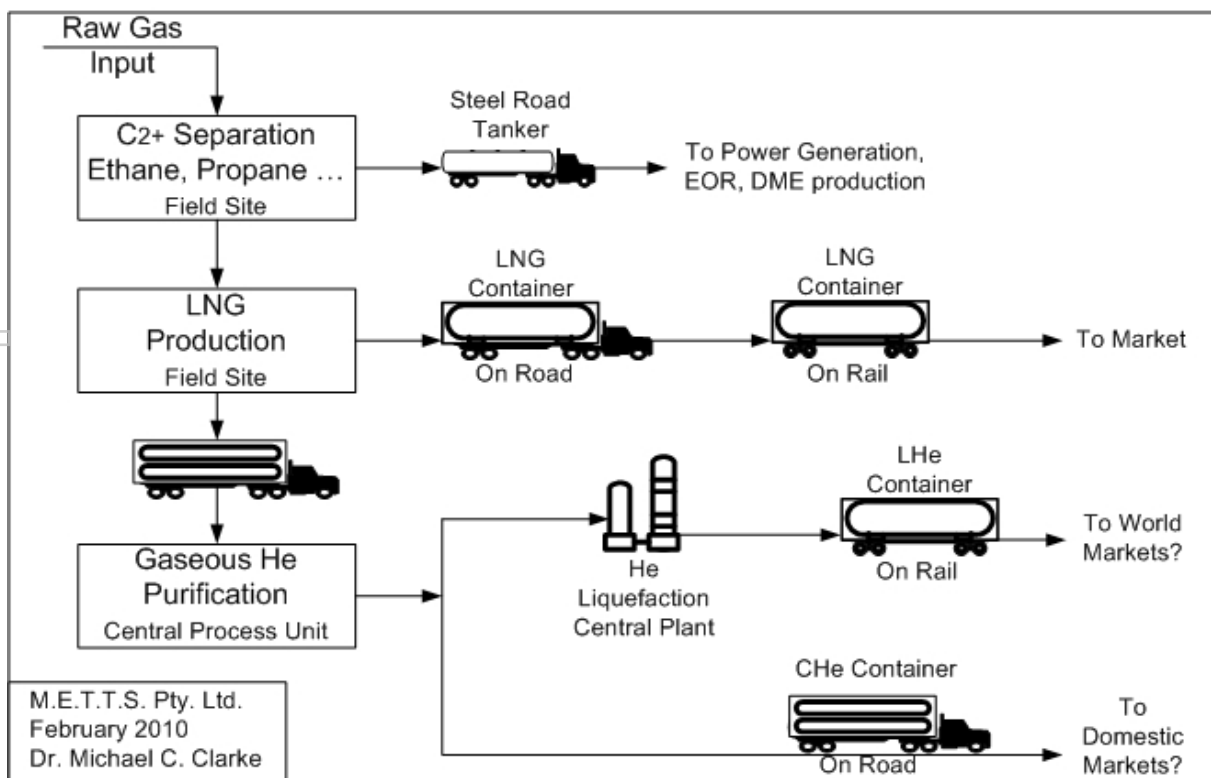 Raw Gas
Input
C2+ Separation
Ethane, Propane ...
Field Site
Steel Road
Tanker
To Power Generation,
EOR, DME production
LNG
Production
Field Site
LNG
Container
On Road
LNG
Container
On Rail
To Market
Gaseous He
Purification
Central Process Unit
He
Liquefaction
Central Plant
LHe
Container
On Rail
To World
Markets?
CHe Container
On Road
To
Domestic
Markets?
M.E.T.T.S. Pty. Ltd.
February 2010
Dr. Michael C. Clarke